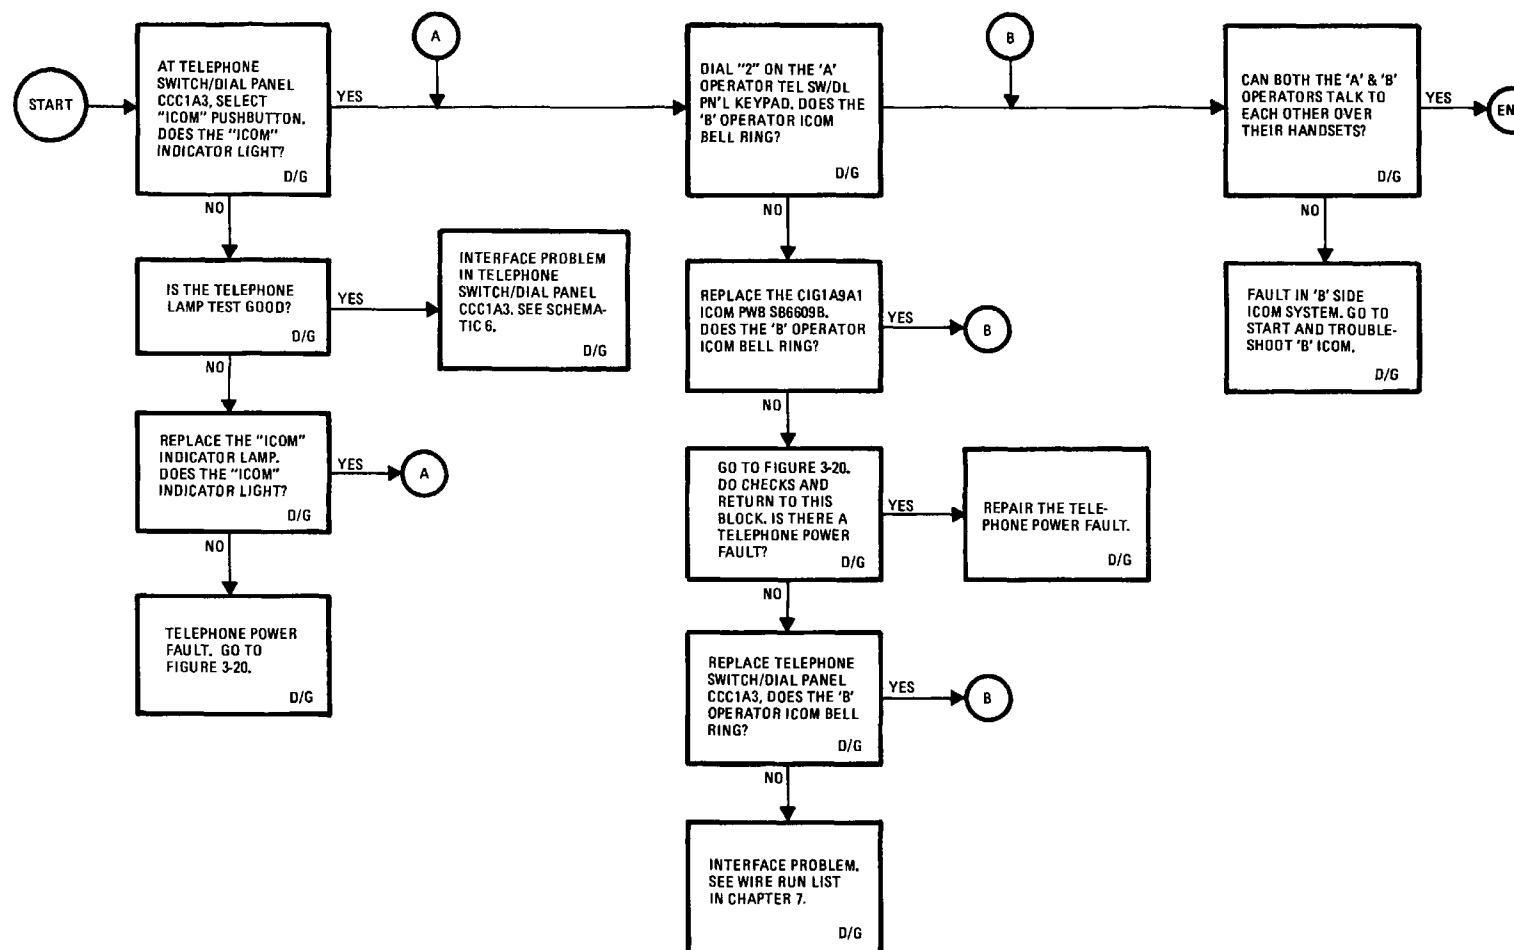 START
AT TELEPHONE
SWITCH/DIAL PANEL
CCC1A3, SELECT
"ICOM" PUSHBUTTON.
DOES THE "ICOM"
INDICATOR LIGHT?
D/G
YES
A
NO
IS THE TELEPHONE
LAMP TEST GOOD?
D/G
YES
INTERFACE PROBLEM
IN TELEPHONE
SWITCH/DIAL PANEL
CCC1A3. SEE SCHEMA-
TIC 6.
D/G
NO
REPLACE THE "ICOM"
INDICATOR LAMP.
DOES THE "ICOM"
INDICATOR LIGHT?
D/G
YES
A
NO
TELEPHONE POWER
FAULT. GO TO
FIGURE 3-20.
D/G
DIAL "2" ON THE 'A'
OPERATOR TEL SW/DL
PN'L KEYPAD. DOES THE
'B' OPERATOR ICOM
BELL RING?
D/G
B
NO
REPLACE THE CIG1A9A1
ICOM PWB SB6609B.
DOES THE 'B' OPERATOR
ICOM BELL RING?
YES
B
NO
GO TO FIGURE 3-20.
DO CHECKS AND
RETURN TO THIS
BLOCK. IS THERE A
TELEPHONE POWER
FAULT?
D/G
YES
REPAIR THE TELE-
PHONE POWER FAULT.
D/G
NO
REPLACE TELEPHONE
SWITCH/DIAL PANEL
CCC1A3, DOES THE 'B'
OPERATOR ICOM BELL
RING?
D/G
YES
B
NO
INTERFACE PROBLEM.
SEE WIRE RUN LIST
IN CHAPTER 7.
D/G
CAN BOTH THE 'A' & 'B'
OPERATORS TALK TO
EACH OTHER OVER
THEIR HANDSETS?
D/G
YES
EN
NO
FAULT IN 'B' SIDE
ICOM SYSTEM. GO TO
START AND TROUBLE-
SHOOT 'B' ICOM.
D/G